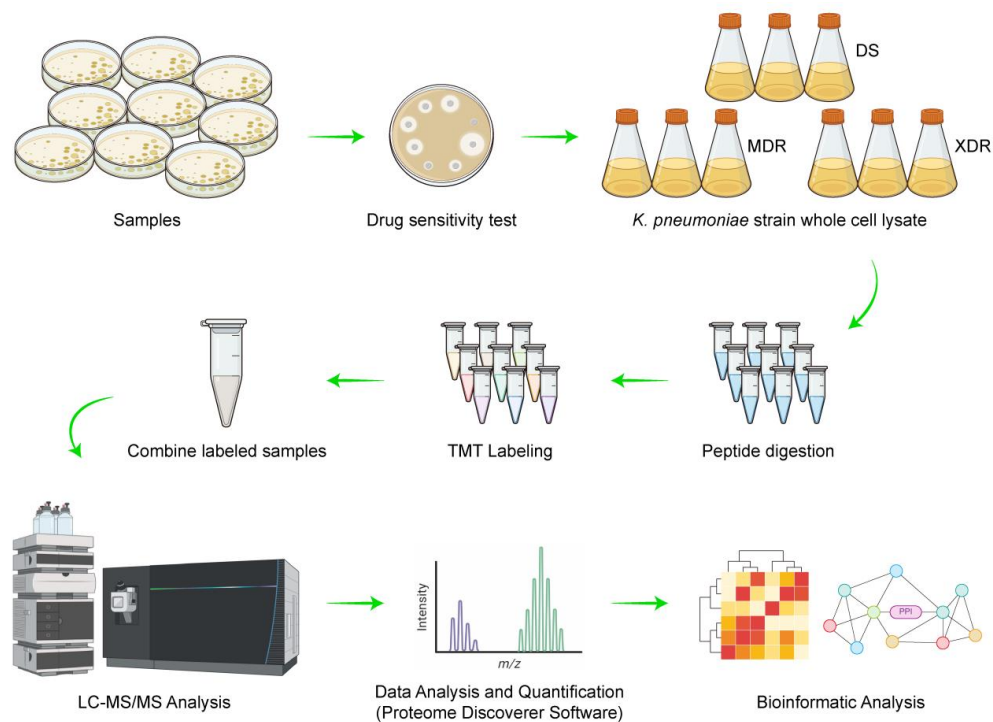 DS
MDR
XDR
Samples
Drug sensitivity test
K. pneumoniae strain whole cell lysate
Combine labeled samples
TMT Labeling
Peptide digestion
Intensity
m/z
PPI
LC-MS/MS Analysis
Data Analysis and Quantification
(Proteome Discoverer Software)
Bioinformatic Analysis